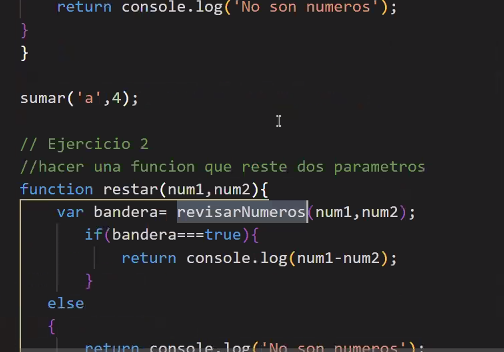 return console.log('No son numeros');
}
}
sumar('a',4);
// Ejercicio 2
//hacer una funcion que reste dos parametros
function restar(num1,num2){
var bandera= revisarNumeros(num1,num2);
if(bandera===true){
return console.log(num1-num2);
}
else
{
return console.log('No son numeros');